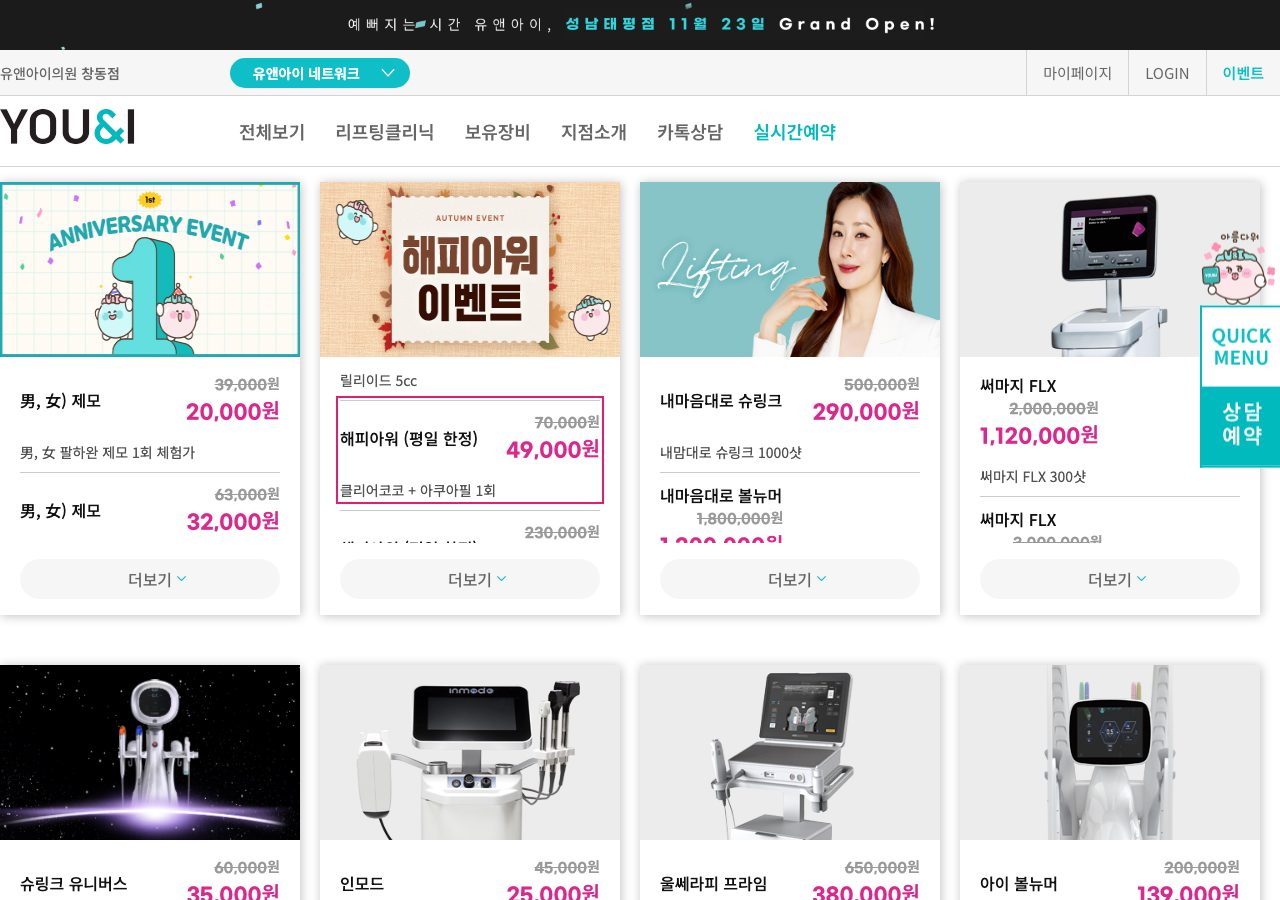 예뻐지는 시간 유앤아이, 성남태평점 11월 23일 Grand Open!
유앤아이의원 창동점
유앤아이 네트워크
마이페이지
LOGIN
이벤트
YOU&I
전체보기
리프팅클리닉
보유장비
지점소개
카톡상담
실시간예약
1st
ANNIVERSARY EVENT
1
39,000원
男, 女) 제모
20,000원
男, 女 팔하완 제모 1회 체험가
63,000원
男, 女) 제모
32,000원
더보기
AUTUMN EVENT
해피아워
이벤트
릴리이드 5cc
70,000원
해피아워 (평일 한정)
49,000원
클리어코코 + 아쿠아필 1회
230,000원
더보기
Lifting
500,000원
내마음대로 슈링크
290,000원
내맘대로 슈링크 1000샷
내마음대로 볼뉴머
1,800,000원
더보기
써마지 FLX
2,000,000원
1,120,000원
써마지 FLX 300샷
써마지 FLX
더보기
아름다워
QUICK
MENU
상담
예약
60,000원
슈링크 유니버스
35,000원
inmode
45,000원
인모드
25,000원
650,000원
울쎄라피 프라임
380,000원
200,000원
아이 볼뉴머
139,000원